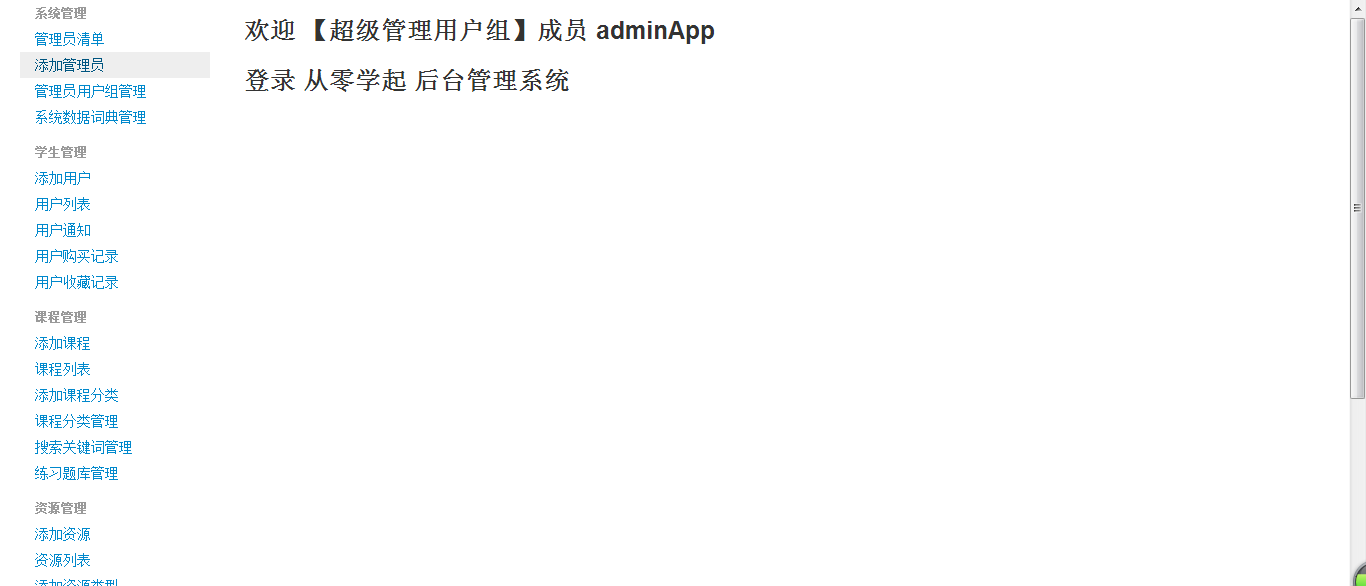 系统管理
管理员清单
添加管理员
管理员用户组管理
系统数据词典管理
学生管理
添加用户
用户列表
用户通知
用户购买记录
用户收藏记录
课程管理
添加课程
课程列表
添加课程分类
课程分类管理
搜索关键词管理
练习题库管理
资源管理
添加资源
资源列表
添加资源类型
欢迎 【超级管理用户组】成员 adminApp
登录 从零学起 后台管理系统